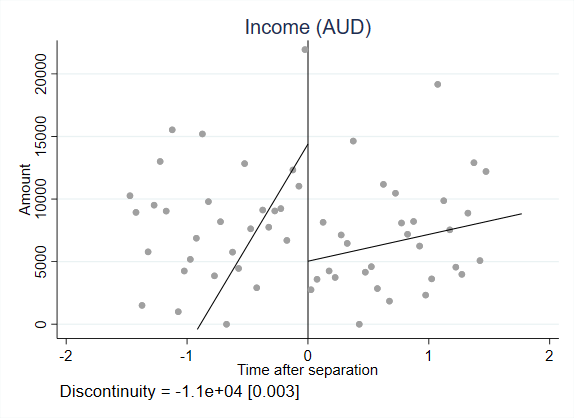 Income (AUD)
Amount
20000
15000
10000
5000
0
-2
-1
0
1
2
Time after separation
Discontinuity = -1.1e+04 [0.003]